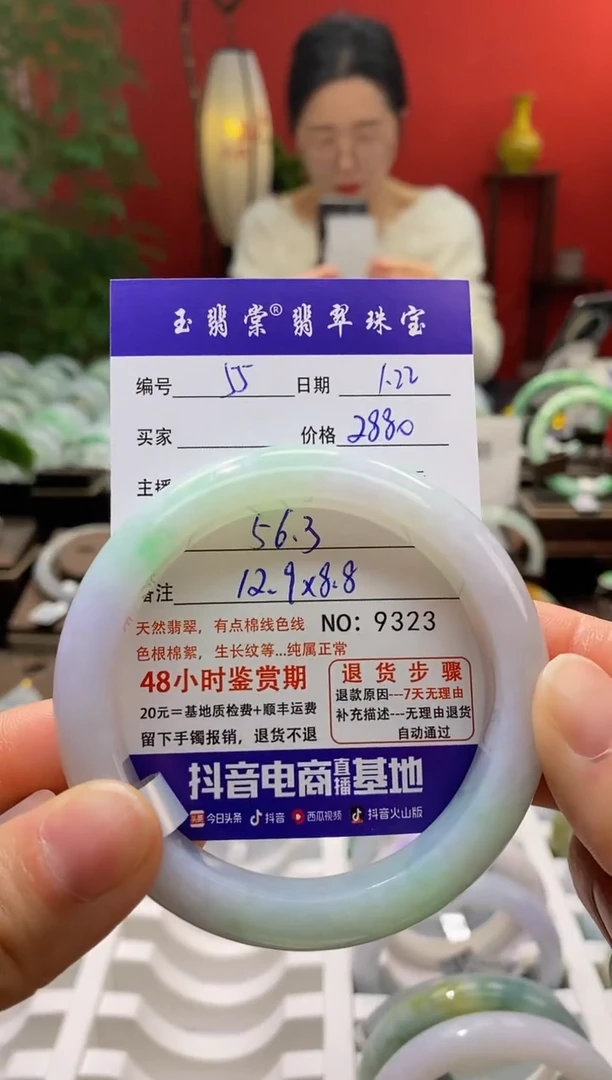 玉翡棠®翡翠珠宝
编号 55 日期 1.22
买家 价格 2880
主播
56.3
备注 12.9x8.8
天然翡翠，有点棉线色线 NO：9323
色根棉絮，生长纹等...纯属正常
48小时鉴赏期
20元=基地质检费+顺丰运费
留下手镯报销，退货不退
退货步骤
退款原因---7天无理由
补充描述---无理由退货
自动通过
抖音电商直播基地
头条 今日头条 抖音 西瓜视频 抖音火山版